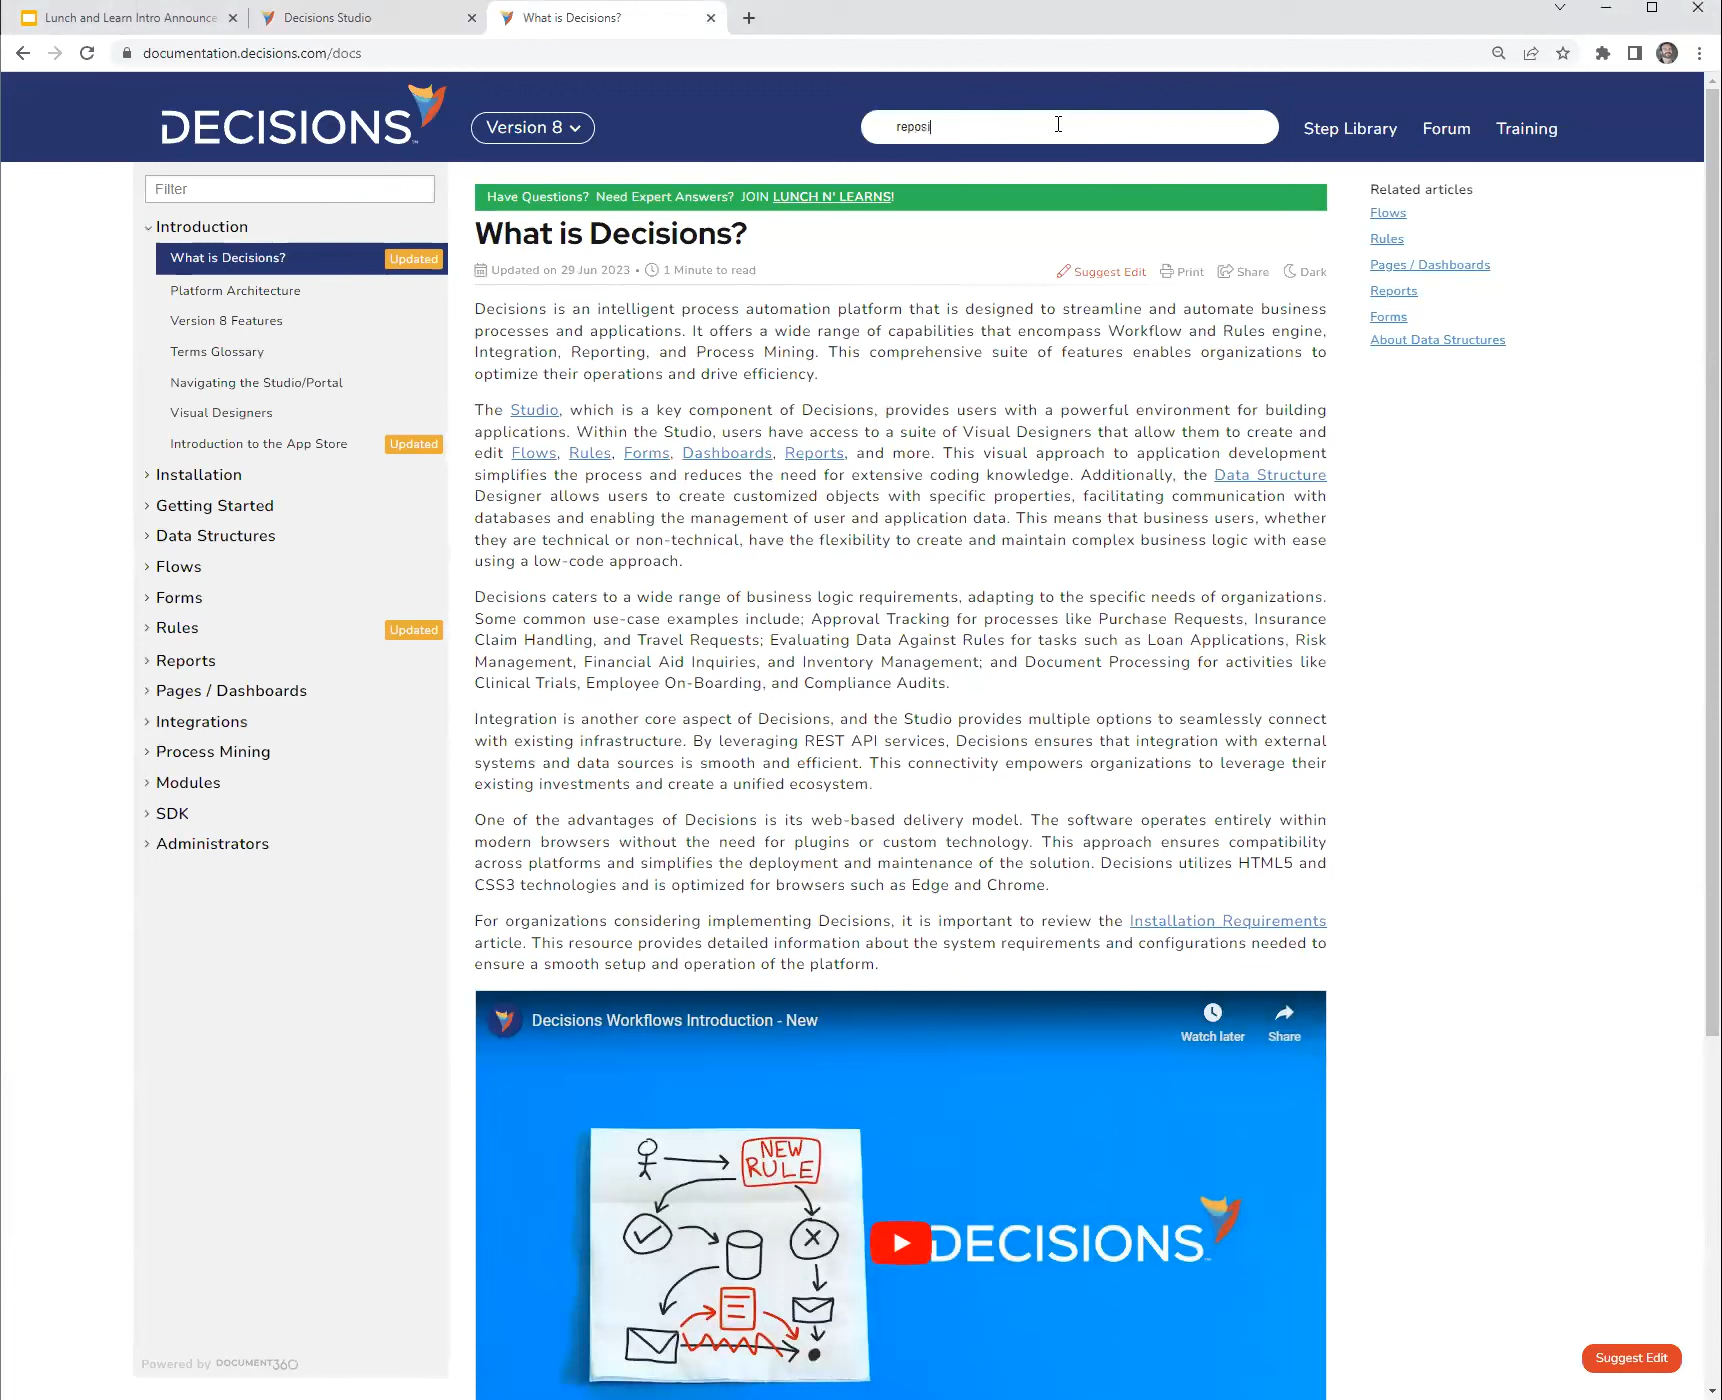 Lunch and Learn Intro Announce
Decisions Studio
What is Decisions?
documentation.decisions.com/docs
DECISIONS
Version 8
reposi
Step Library
Forum
Training
Filter
Introduction
What is Decisions?
Updated
Platform Architecture
Version 8 Features
Terms Glossary
Navigating the Studio/Portal
Visual Designers
Introduction to the App Store
Updated
Installation
Getting Started
Data Structures
Flows
Forms
Rules
Updated
Reports
Pages / Dashboards
Integrations
Process Mining
Modules
SDK
Administrators
Powered by DOCUMENT360
Have Questions? Need Expert Answers? JOIN LUNCH N' LEARNS!
What is Decisions?
Updated on 29 Jun 2023 • 1 Minute to read
Suggest Edit
Print
Share
Dark
Decisions is an intelligent process automation platform that is designed to streamline and automate business
processes and applications. It offers a wide range of capabilities that encompass Workflow and Rules engine,
Integration, Reporting, and Process Mining. This comprehensive suite of features enables organizations to
optimize their operations and drive efficiency.
The Studio, which is a key component of Decisions, provides users with a powerful environment for building
applications. Within the Studio, users have access to a suite of Visual Designers that allow them to create and
edit Flows, Rules, Forms, Dashboards, Reports, and more. This visual approach to application development
simplifies the process and reduces the need for extensive coding knowledge. Additionally, the Data Structure
Designer allows users to create customized objects with specific properties, facilitating communication with
databases and enabling the management of user and application data. This means that business users, whether
they are technical or non-technical, have the flexibility to create and maintain complex business logic with ease
using a low-code approach.
Decisions caters to a wide range of business logic requirements, adapting to the specific needs of organizations.
Some common use-case examples include; Approval Tracking for processes like Purchase Requests, Insurance
Claim Handling, and Travel Requests; Evaluating Data Against Rules for tasks such as Loan Applications, Risk
Management, Financial Aid Inquiries, and Inventory Management; and Document Processing for activities like
Clinical Trials, Employee On-Boarding, and Compliance Audits.
Integration is another core aspect of Decisions, and the Studio provides multiple options to seamlessly connect
with existing infrastructure. By leveraging REST API services, Decisions ensures that integration with external
systems and data sources is smooth and efficient. This connectivity empowers organizations to leverage their
existing investments and create a unified ecosystem.
One of the advantages of Decisions is its web-based delivery model. The software operates entirely within
modern browsers without the need for plugins or custom technology. This approach ensures compatibility
across platforms and simplifies the deployment and maintenance of the solution. Decisions utilizes HTML5 and
CSS3 technologies and is optimized for browsers such as Edge and Chrome.
For organizations considering implementing Decisions, it is important to review the Installation Requirements
article. This resource provides detailed information about the system requirements and configurations needed to
ensure a smooth setup and operation of the platform.
Decisions Workflows Introduction - New
Watch later
Share
NEW
RULE
DECISIONS
Related articles
Flows
Rules
Pages / Dashboards
Reports
Forms
About Data Structures
Suggest Edit